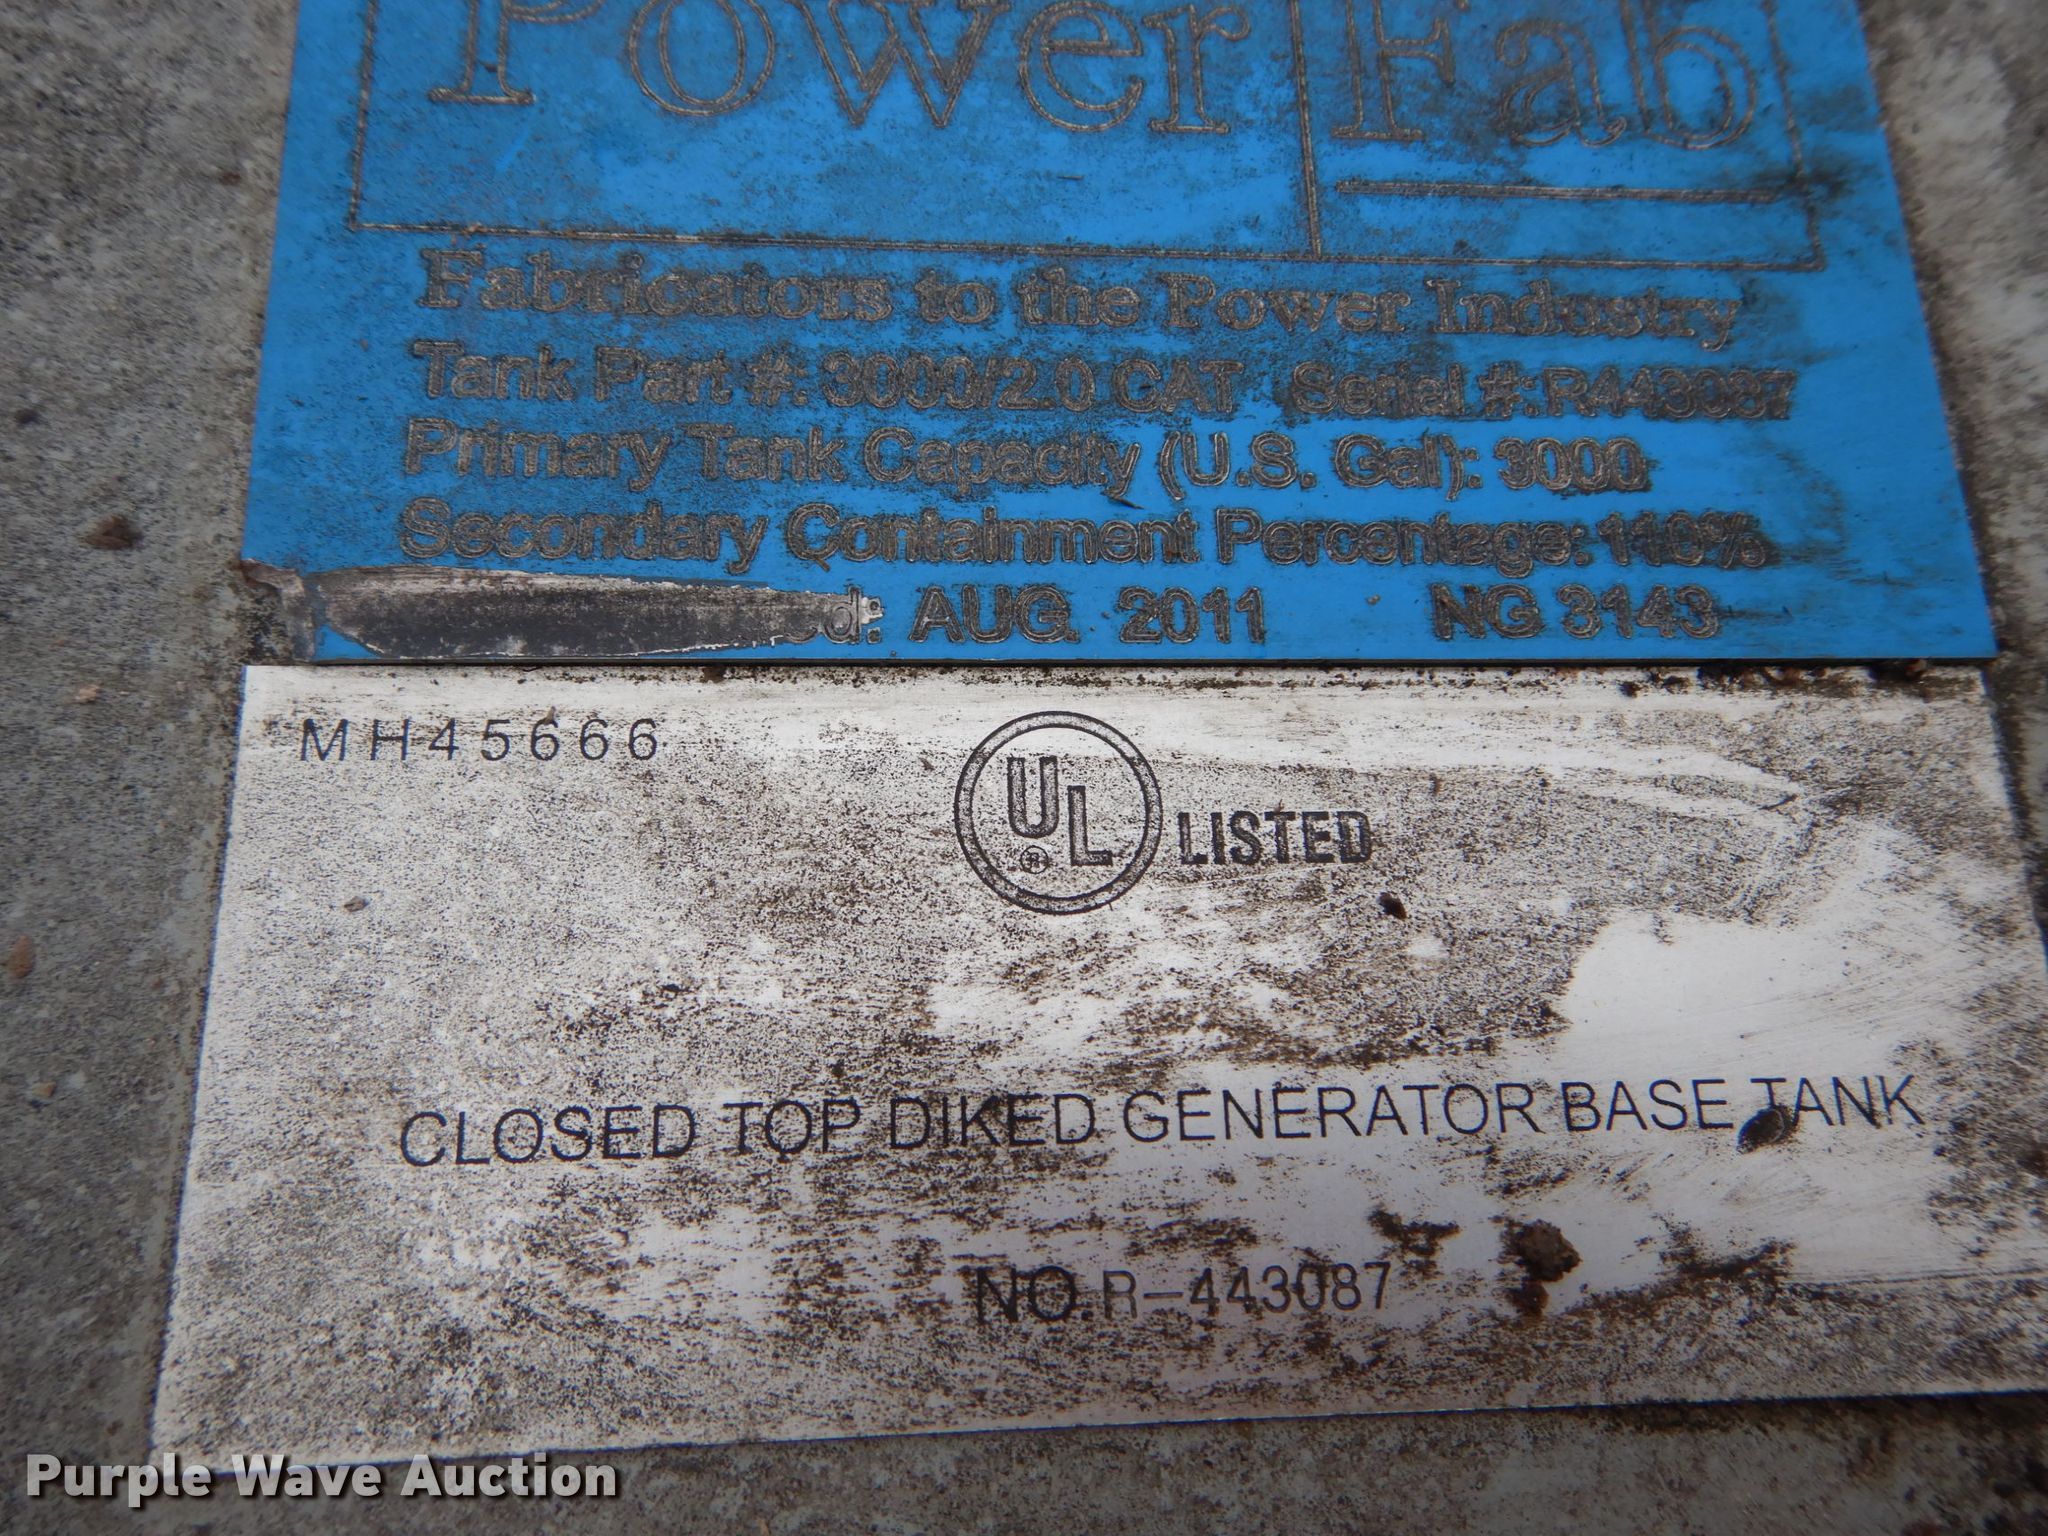 Power Fab
Fabricators to the Power Industry
Tank Part #: 3000/2.0 CAT Serial #: R443087
Primary Tank Capacity (U.S. Gal): 3000
Secondary Containment Percentage: 110%
AUG. 2011 NG 3143
MH45666
UL LISTED
®
CLOSED TOP DIKED GENERATOR BASE TANK
NO. R-443087
Purple Wave Auction